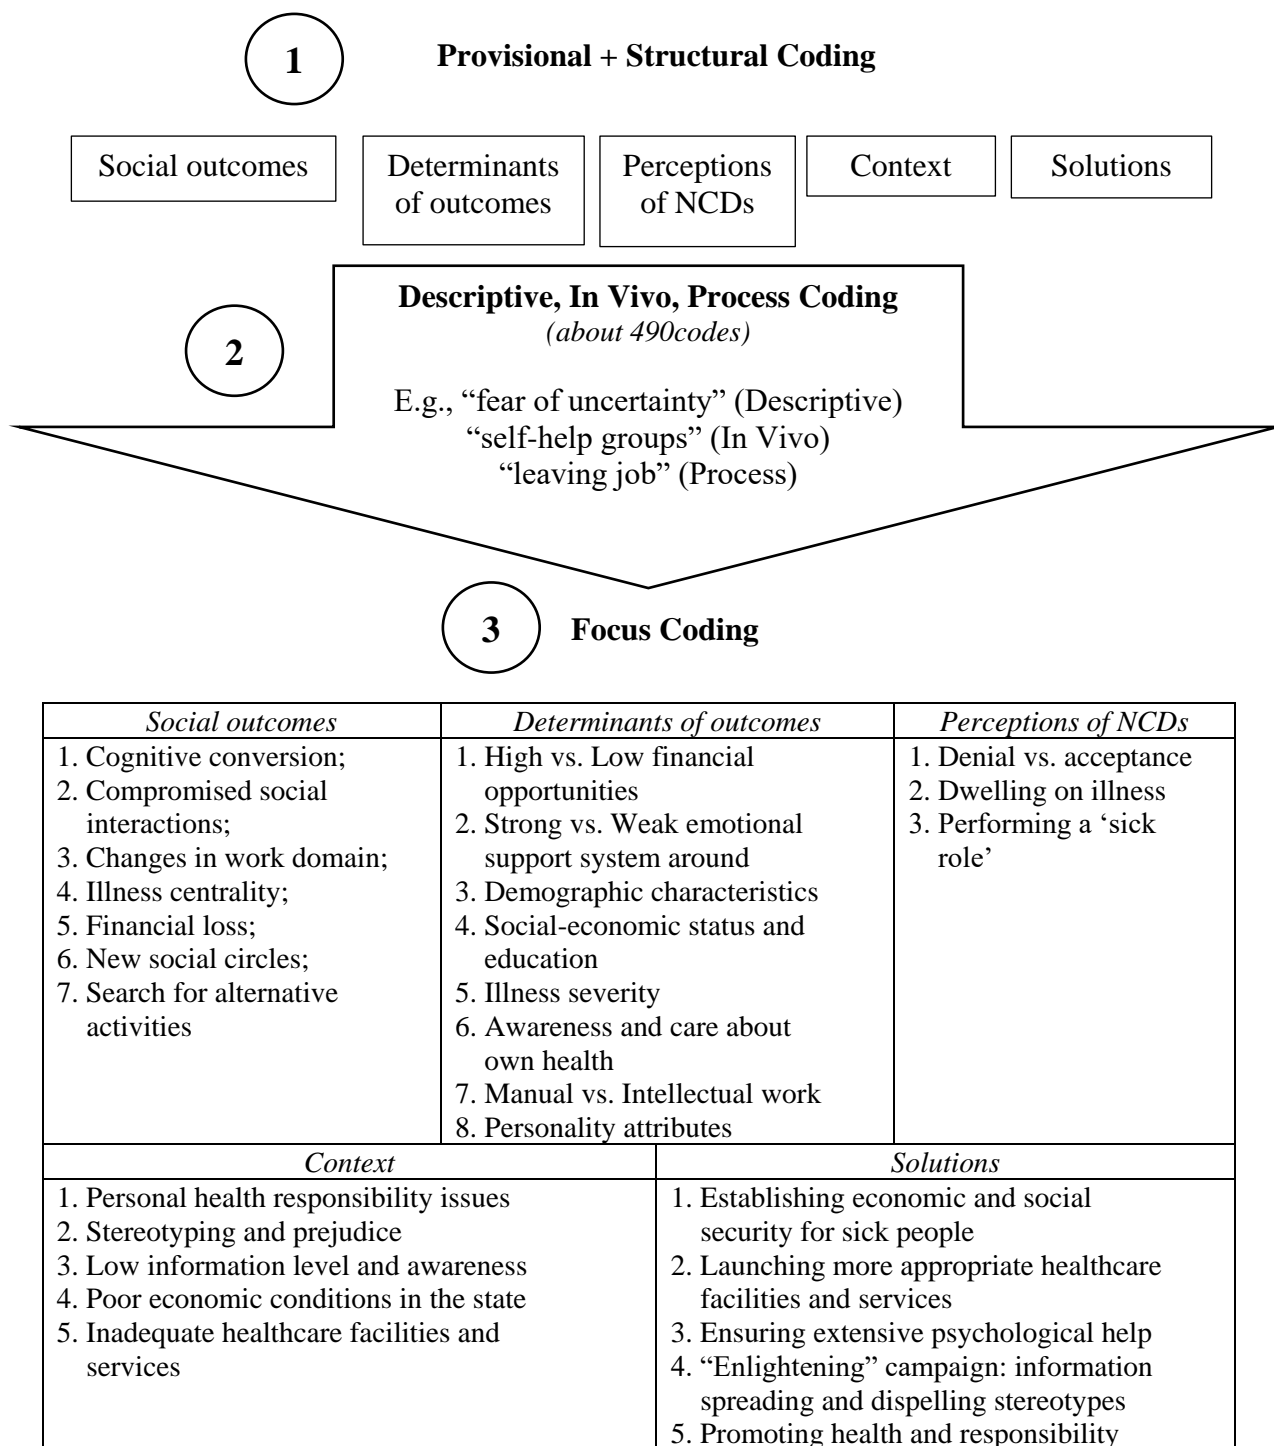 1
Provisional + Structural Coding
Social outcomes
Determinants
of outcomes
Perceptions
of NCDs
Context
Solutions
2
Descriptive, In Vivo, Process Coding
(about 490codes)
E.g., “fear of uncertainty” (Descriptive)
“self-help groups” (In Vivo)
“leaving job” (Process)
3
Focus Coding
Social outcomes
1. Cognitive conversion;
2. Compromised social
interactions;
3. Changes in work domain;
4. Illness centrality;
5. Financial loss;
6. New social circles;
7. Search for alternative
activities
Determinants of outcomes
1. High vs. Low financial
opportunities
2. Strong vs. Weak emotional
support system around
3. Demographic characteristics
4. Social-economic status and
education
5. Illness severity
6. Awareness and care about
own health
7. Manual vs. Intellectual work
8. Personality attributes
Perceptions of NCDs
1. Denial vs. acceptance
2. Dwelling on illness
3. Performing a ‘sick
role’
Context
1. Personal health responsibility issues
2. Stereotyping and prejudice
3. Low information level and awareness
4. Poor economic conditions in the state
5. Inadequate healthcare facilities and
services
Solutions
1. Establishing economic and social
security for sick people
2. Launching more appropriate healthcare
facilities and services
3. Ensuring extensive psychological help
4. “Enlightening” campaign: information
spreading and dispelling stereotypes
5. Promoting health and responsibility